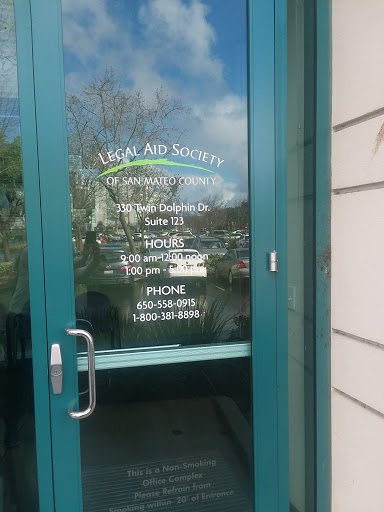 LEGAL AID SOCIETY
OF SAN MATEO COUNTY
330 Twin Dolphin Dr.
Suite 123
HOURS
9:00 am-12:00 noon
1:00 pm - 5:00 pm
PHONE
650-558-0915
1-800-381-8898
This is a Non-Smoking
Office Complex
Please Refrain from
Smoking within 20' of Entrance